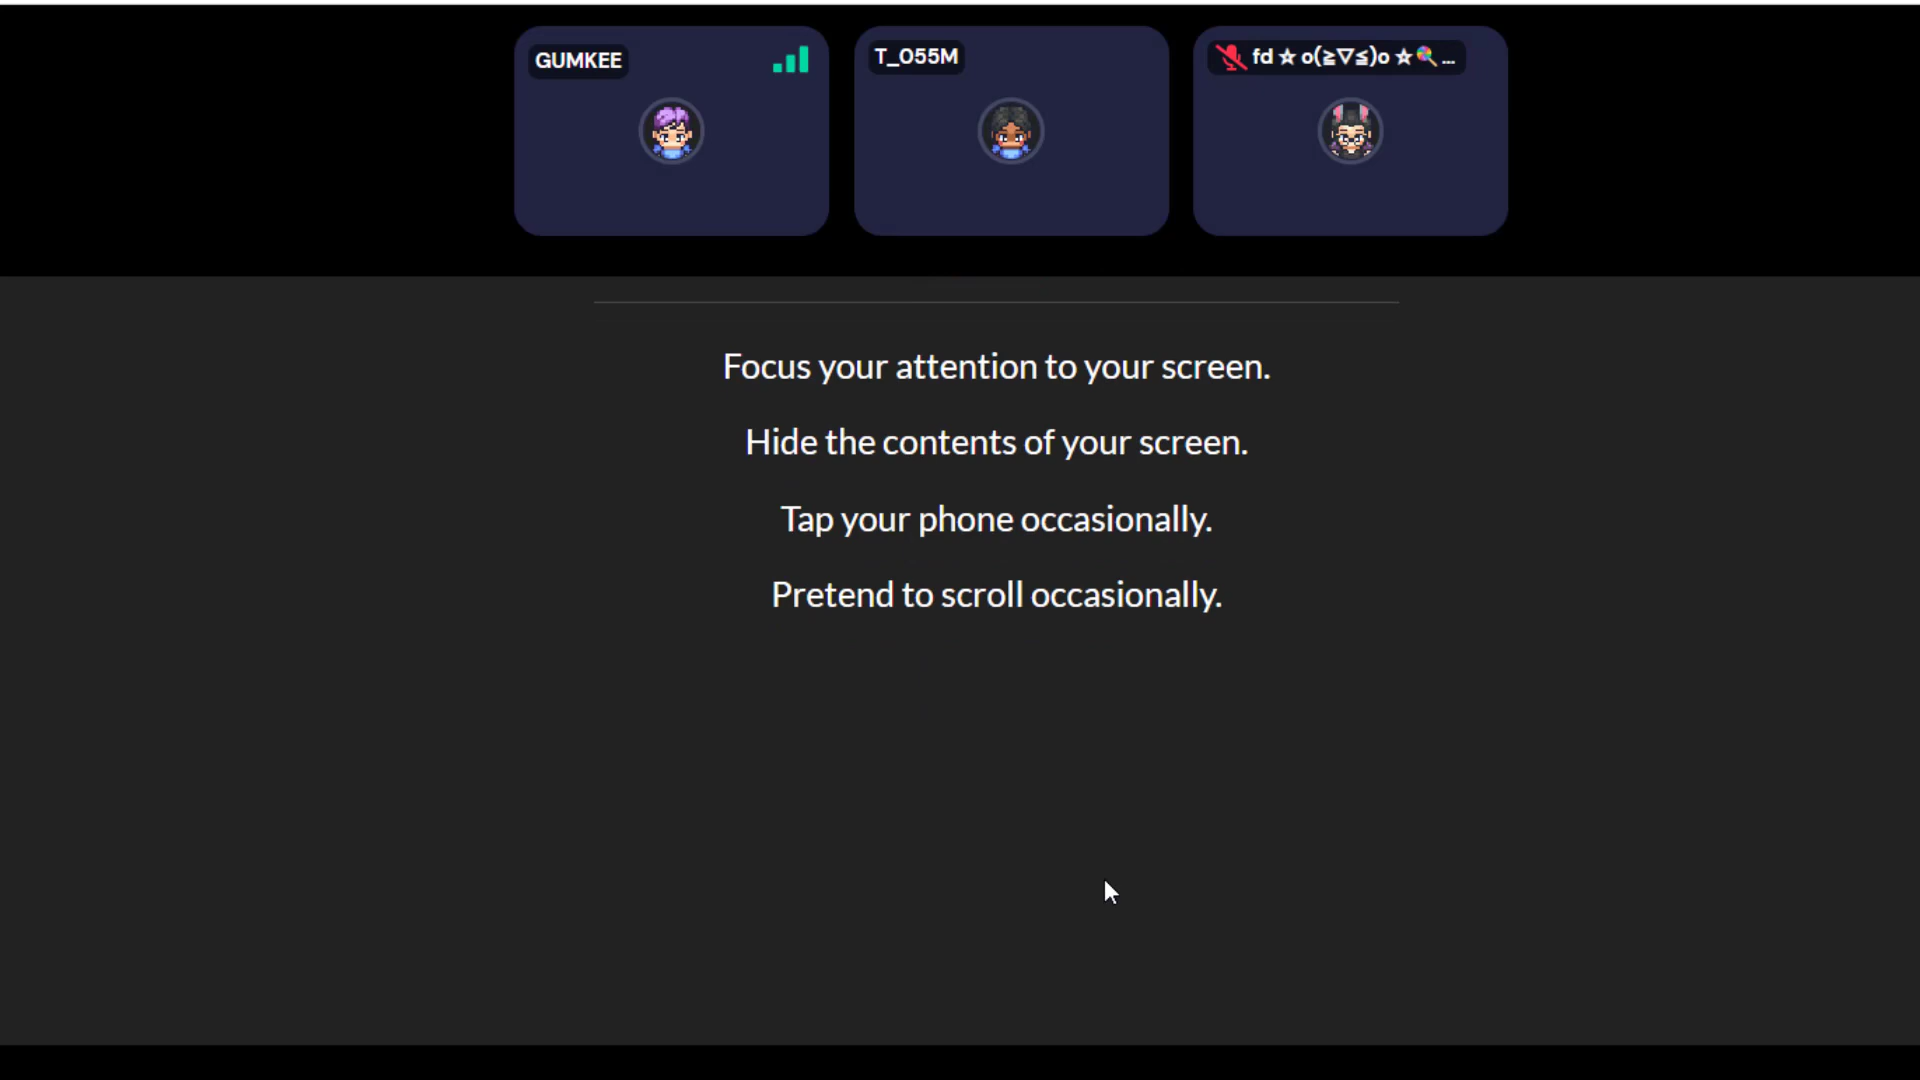 GUMKEE
T_055M
fd ☆ o(≧▽≦)o ☆🍭 ...
Focus your attention to your screen.
Hide the contents of your screen.
Tap your phone occasionally.
Pretend to scroll occasionally.